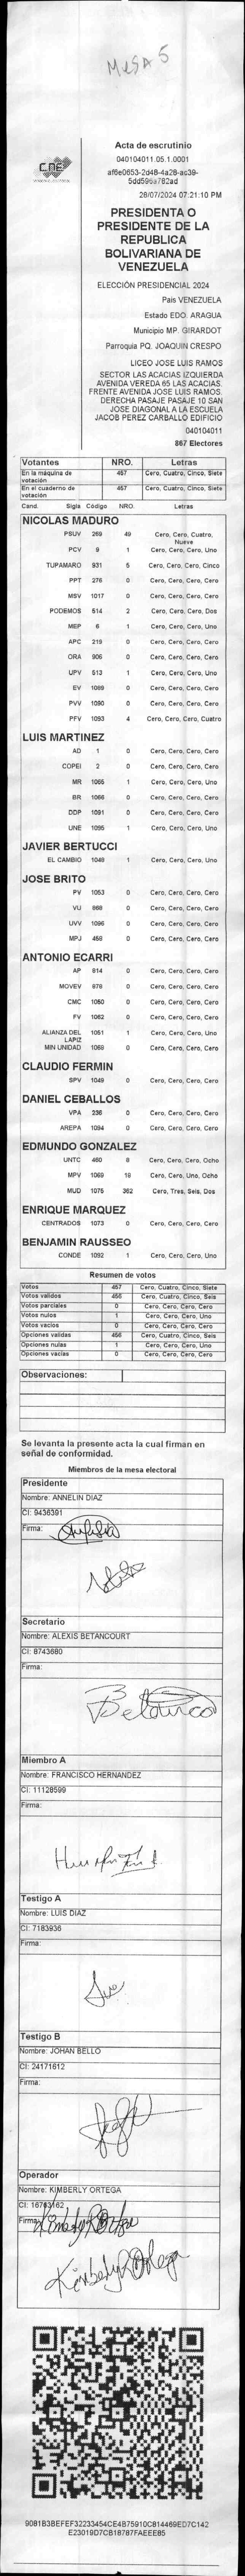 MESA 5
CNE
Acta de escrutinio
040104011.05.1.0001
af6e0653-2d48-4a28-ac39-
5dd596a782ad
28/07/2024 07:21:10 PM
PRESIDENTA O
PRESIDENTE DE LA
REPUBLICA
BOLIVARIANA DE
VENEZUELA
ELECCIÓN PRESIDENCIAL 2024
Pais VENEZUELA
Estado EDO. ARAGUA
Municipio MP. GIRARDOT
Parroquia PQ. JOAQUIN CRESPO
LICEO JOSE LUIS RAMOS
SECTOR LAS ACACIAS IZQUIERDA
AVENIDA VEREDA 65 LAS ACACIAS.
FRENTE AVENIDA JOSE LUIS RAMOS.
DERECHA PASAJE PASAJE 10 SAN
JOSE DIAGONAL A LA ESCUELA
JACOB PEREZ CARBALLO EDIFICIO
040104011
867 Electores
Votantes NRO. Letras
En la máquina de votación 457 Cero, Cuatro, Cinco, Siete
En el cuaderno de votación 457 Cero, Cuatro, Cinco, Siete
Cand. Sigla Código NRO. Letras
NICOLAS MADURO
PSUV 269 49 Cero, Cero, Cuatro, Nueve
PCV 9 1 Cero, Cero, Cero, Uno
TUPAMARO 931 5 Cero, Cero, Cero, Cinco
PPT 276 0 Cero, Cero, Cero, Cero
MSV 1017 0 Cero, Cero, Cero, Cero
PODEMOS 514 2 Cero, Cero, Cero, Dos
MEP 6 1 Cero, Cero, Cero, Uno
APC 219 0 Cero, Cero, Cero, Cero
ORA 906 0 Cero, Cero, Cero, Cero
UPV 513 1 Cero, Cero, Cero, Uno
EV 1089 0 Cero, Cero, Cero, Cero
PVV 1090 0 Cero, Cero, Cero, Cero
PFV 1093 4 Cero, Cero, Cero, Cuatro
LUIS MARTINEZ
AD 1 0 Cero, Cero, Cero, Cero
COPEI 2 0 Cero, Cero, Cero, Cero
MR 1065 1 Cero, Cero, Cero, Uno
BR 1066 0 Cero, Cero, Cero, Cero
DDP 1091 0 Cero, Cero, Cero, Cero
UNE 1095 1 Cero, Cero, Cero, Uno
JAVIER BERTUCCI
EL CAMBIO 1048 1 Cero, Cero, Cero, Uno
JOSE BRITO
PV 1053 0 Cero, Cero, Cero, Cero
VU 868 0 Cero, Cero, Cero, Cero
UVV 1096 0 Cero, Cero, Cero, Cero
MPJ 458 0 Cero, Cero, Cero, Cero
ANTONIO ECARRI
AP 814 0 Cero, Cero, Cero, Cero
MOVEV 878 0 Cero, Cero, Cero, Cero
CMC 1050 0 Cero, Cero, Cero, Cero
FV 1062 0 Cero, Cero, Cero, Cero
ALIANZA DEL LAPIZ 1051 1 Cero, Cero, Cero, Uno
MIN UNIDAD 1068 0 Cero, Cero, Cero, Cero
CLAUDIO FERMIN
SPV 1049 0 Cero, Cero, Cero, Cero
DANIEL CEBALLOS
VPA 236 0 Cero, Cero, Cero, Cero
AREPA 1094 0 Cero, Cero, Cero, Cero
EDMUNDO GONZALEZ
UNTC 460 8 Cero, Cero, Cero, Ocho
MPV 1069 18 Cero, Cero, Uno, Ocho
MUD 1075 362 Cero, Tres, Seis, Dos
ENRIQUE MARQUEZ
CENTRADOS 1073 0 Cero, Cero, Cero, Cero
BENJAMIN RAUSSEO
CONDE 1092 1 Cero, Cero, Cero, Uno
Resumen de votos
Votos 457 Cero, Cuatro, Cinco, Siete
Votos validos 456 Cero, Cuatro, Cinco, Seis
Votos parciales 0 Cero, Cero, Cero, Cero
Votos nulos 1 Cero, Cero, Cero, Uno
Votos vacios 0 Cero, Cero, Cero, Cero
Opciones validas 456 Cero, Cuatro, Cinco, Seis
Opciones nulas 1 Cero, Cero, Cero, Uno
Opciones vacias 0 Cero, Cero, Cero, Cero
Observaciones:
Se levanta la presente acta la cual firman en
señal de conformidad.
Miembros de la mesa electoral
Presidente
Nombre: ANNELIN DIAZ
CI: 9436391
Firma:
Secretario
Nombre: ALEXIS BETANCOURT
CI: 8743680
Firma:
Miembro A
Nombre: FRANCISCO HERNANDEZ
CI: 11128599
Firma:
Testigo A
Nombre: LUIS DIAZ
CI: 7183936
Firma:
Testigo B
Nombre: JOHAN BELLO
CI: 24171612
Firma:
Operador
Nombre: KIMBERLY ORTEGA
CI: 16763162
Firma: Kimberly Ortega
Kimberly Ortega
9081B3BEFEF32233454CE4B75910C814469ED7C142
E23019D7CB18787FAEEE85